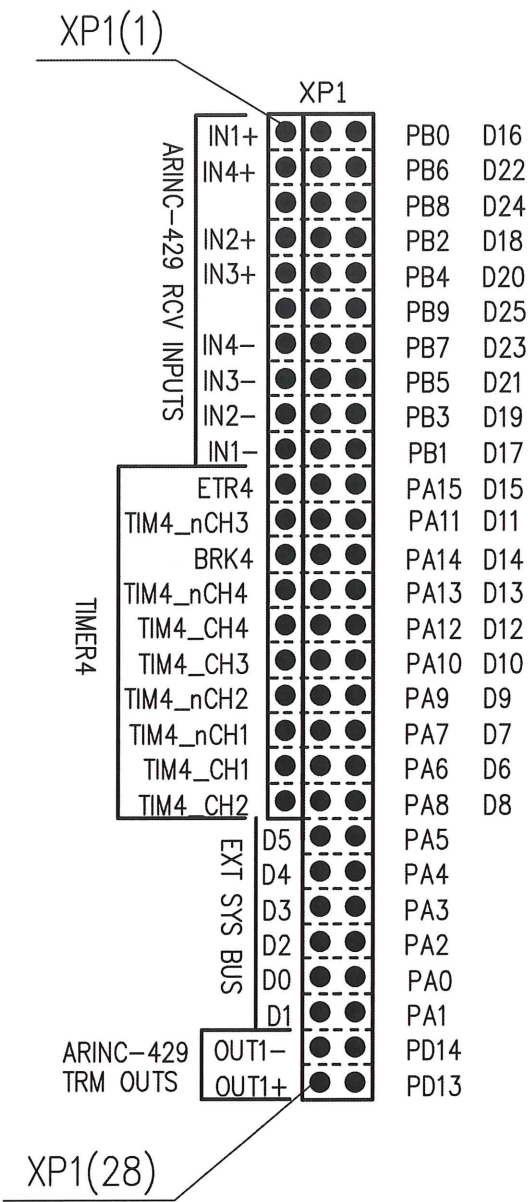 XP1(1)
XP1
IN1+ PB0 D16
IN4+ PB6 D22
PB8 D24
IN2+ PB2 D18
IN3+ PB4 D20
PB9 D25
IN4- PB7 D23
IN3- PB5 D21
IN2- PB3 D19
IN1- PB1 D17
ARINC-429 RCV INPUTS
ETR4 PA15 D15
TIM4_nCH3 PA11 D11
BRK4 PA14 D14
TIM4_nCH4 PA13 D13
TIM4_CH4 PA12 D12
TIM4_CH3 PA10 D10
TIM4_nCH2 PA9 D9
TIM4_nCH1 PA7 D7
TIM4_CH1 PA6 D6
TIM4_CH2 PA8 D8
TIMER4
D5 PA5
D4 PA4
D3 PA3
D2 PA2
D0 PA0
D1 PA1
EXT SYS BUS
ARINC-429
TRM OUTS
OUT1- PD14
OUT1+ PD13
XP1(28)